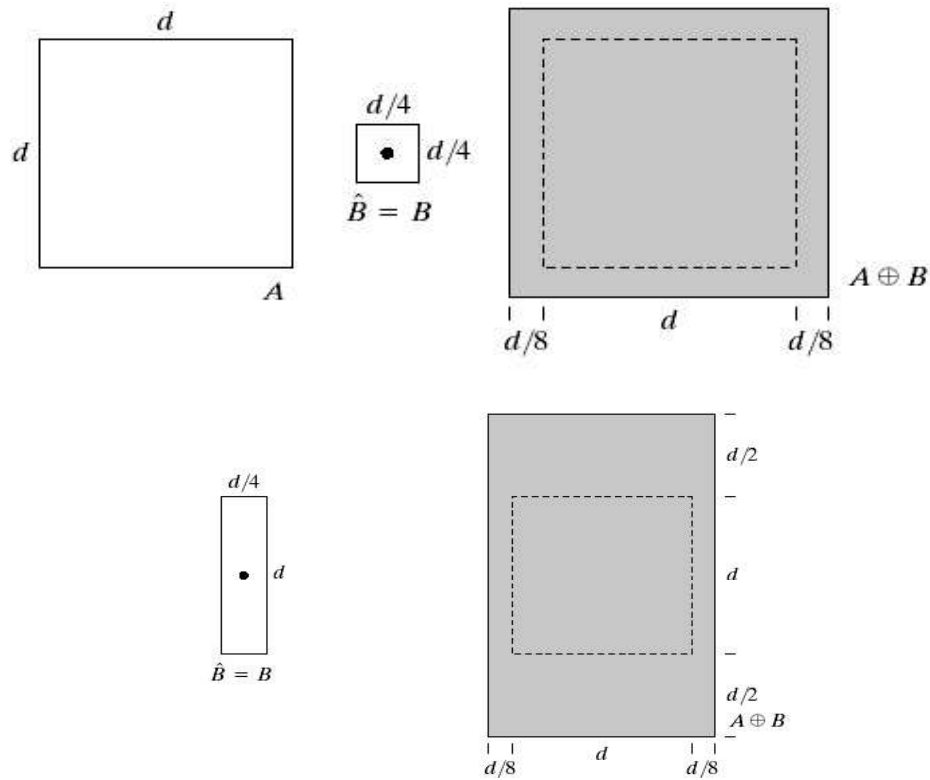 d
d
A
d/4
d/4
B̂ = B
A ⊕ B
d
d/8
d/8
d/4
d
B̂ = B
d/2
d
d/2
A ⊕ B
d
d/8
d/8